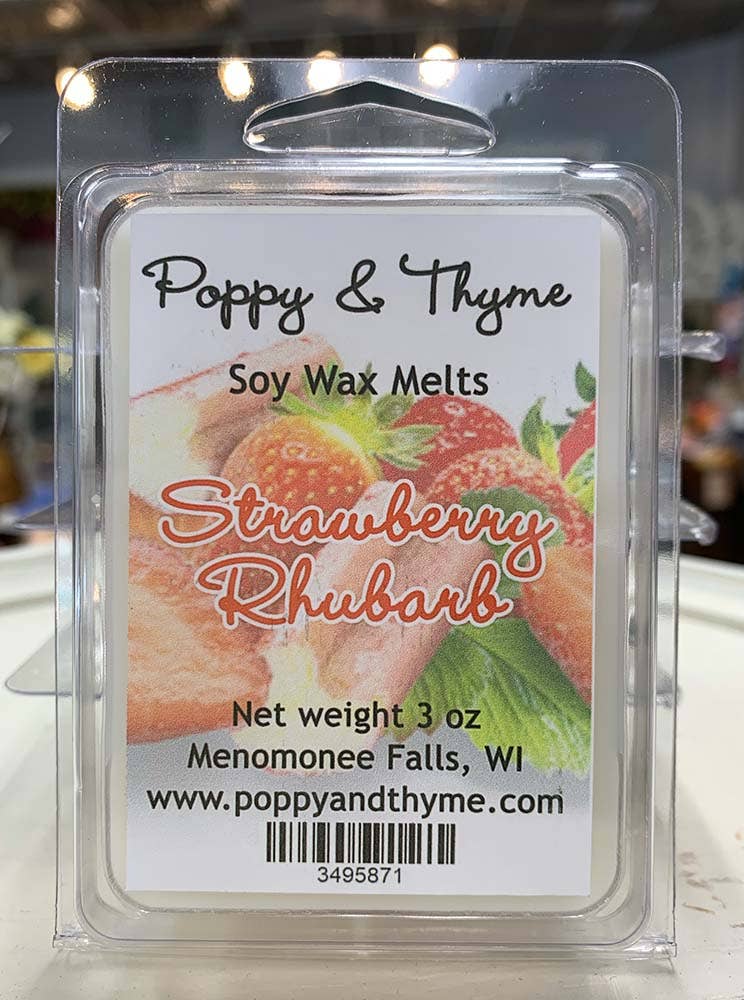 Poppy & Thyme
Soy Wax Melts
Strawberry
Rhubarb
Net weight 3 oz
Menomonee Falls, WI
www.poppyandthyme.com
3495871